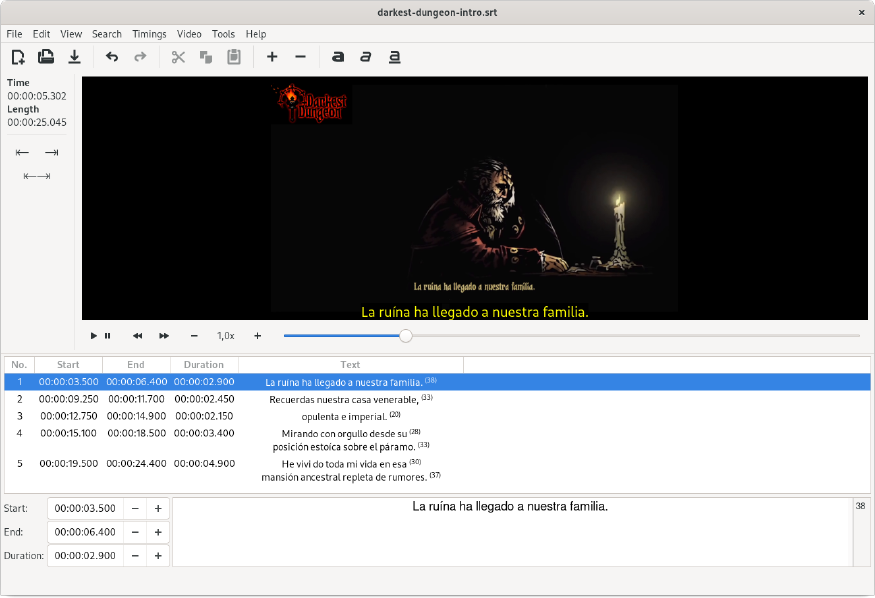 darkest-dungeon-intro.srt ×
File Edit View Search Timings Video Tools Help
a a a
Time
00:00:05.302
Length
00:00:25.045
Darkest
Dungeon
La ruína ha llegado a nuestra familia.
La ruína ha llegado a nuestra familia.
1,0x
No. Start End Duration Text
1 00:00:03.500 00:00:06.400 00:00:02.900 La ruína ha llegado a nuestra familia. (38)
2 00:00:09.250 00:00:11.700 00:00:02.450 Recuerdas nuestra casa venerable, (33)
3 00:00:12.750 00:00:14.900 00:00:02.150 opulenta e imperial. (20)
4 00:00:15.100 00:00:18.500 00:00:03.400 Mirando con orgullo desde su (28)
posición estoíca sobre el páramo. (33)
5 00:00:19.500 00:00:24.400 00:00:04.900 He vivi do toda mi vida en esa (30)
mansión ancestral repleta de rumores. (37)
Start: 00:00:03.500 − + La ruína ha llegado a nuestra familia. 38
End: 00:00:06.400 − +
Duration: 00:00:02.900 − +